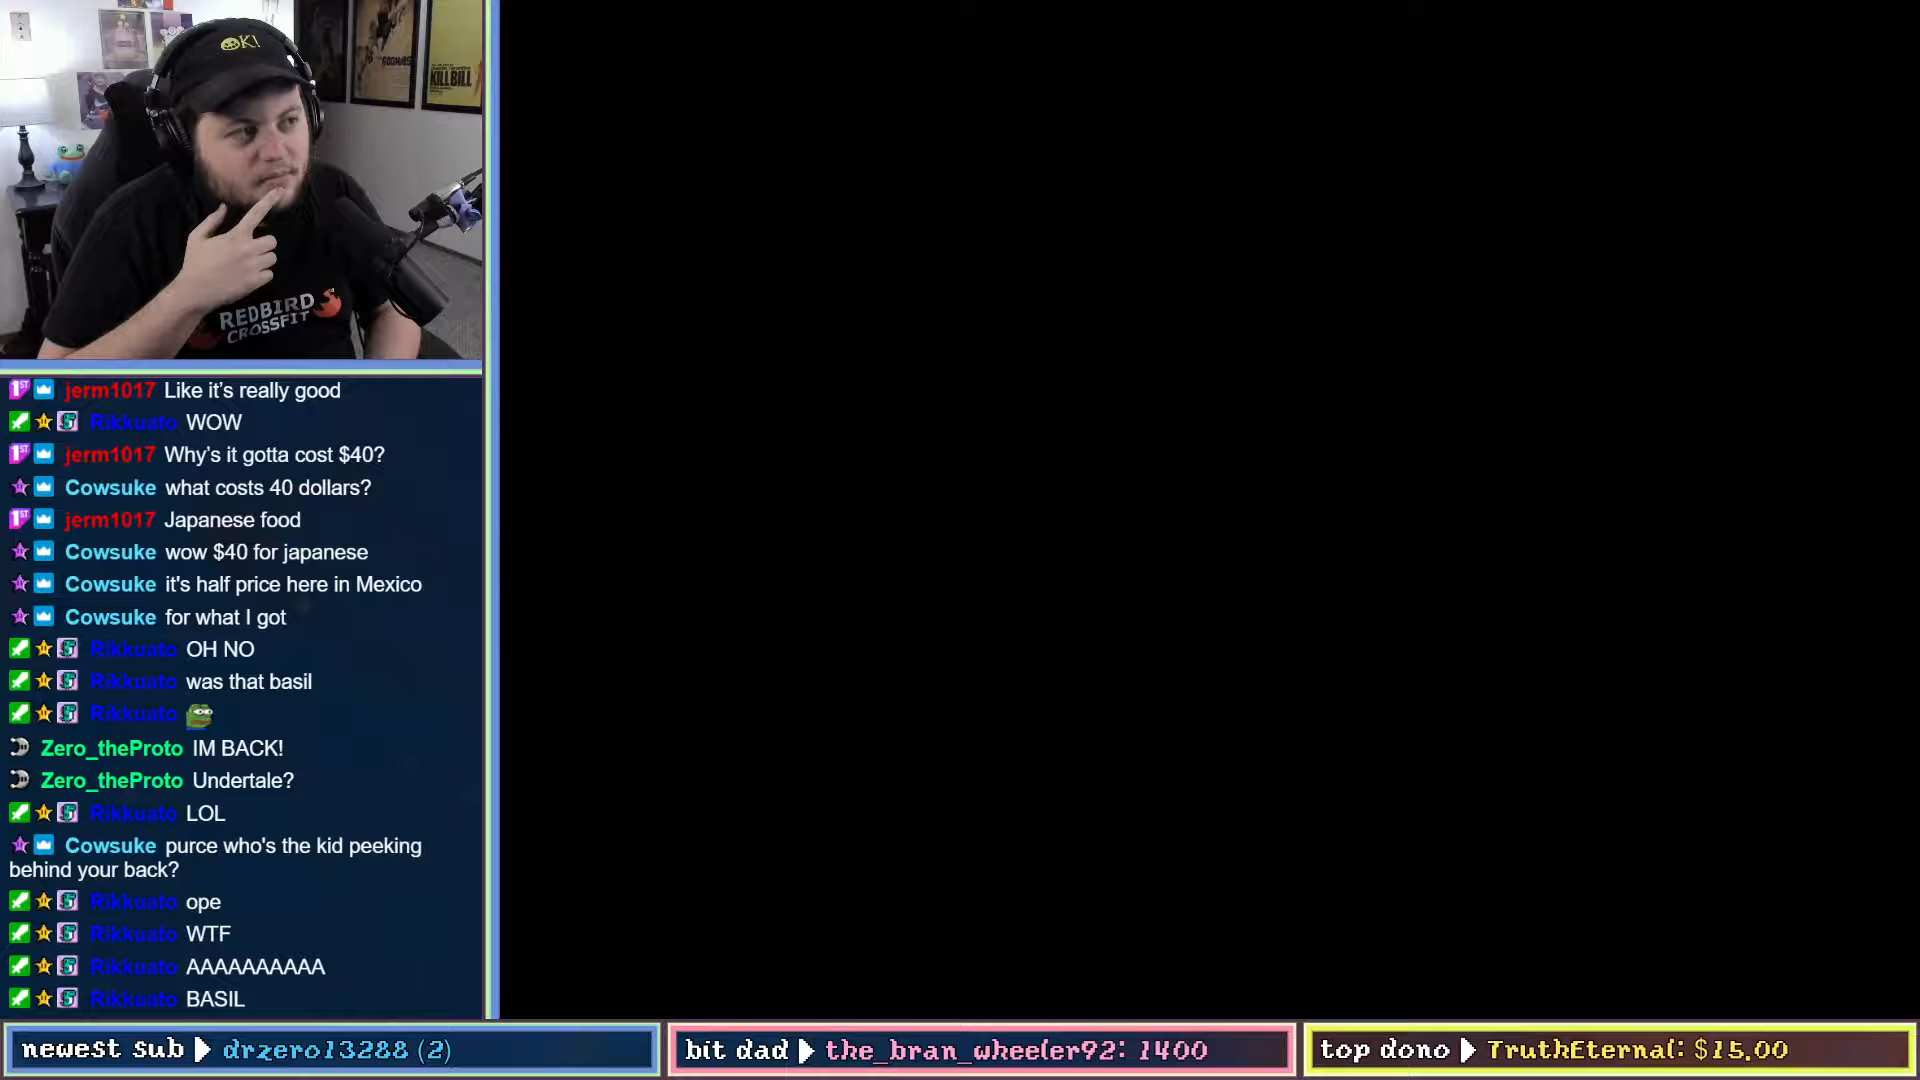 OK!
KILL BILL
REDBIRD
CROSSFIT
1ST jerm1017 Like it's really good
Rikkuato WOW
1ST jerm1017 Why's it gotta cost $40?
Cowsuke what costs 40 dollars?
1ST jerm1017 Japanese food
Cowsuke wow $40 for japanese
Cowsuke it's half price here in Mexico
Cowsuke for what I got
Rikkuato OH NO
Rikkuato was that basil
Rikkuato
Zero_theProto IM BACK!
Zero_theProto Undertale?
Rikkuato LOL
Cowsuke purce who's the kid peeking
behind your back?
Rikkuato ope
Rikkuato WTF
Rikkuato AAAAAAAAAA
Rikkuato BASIL
newest sub drzero13288 (2)
bit dad the_bran_wheeler92: 1400
top dono TruthEternal: $15.00